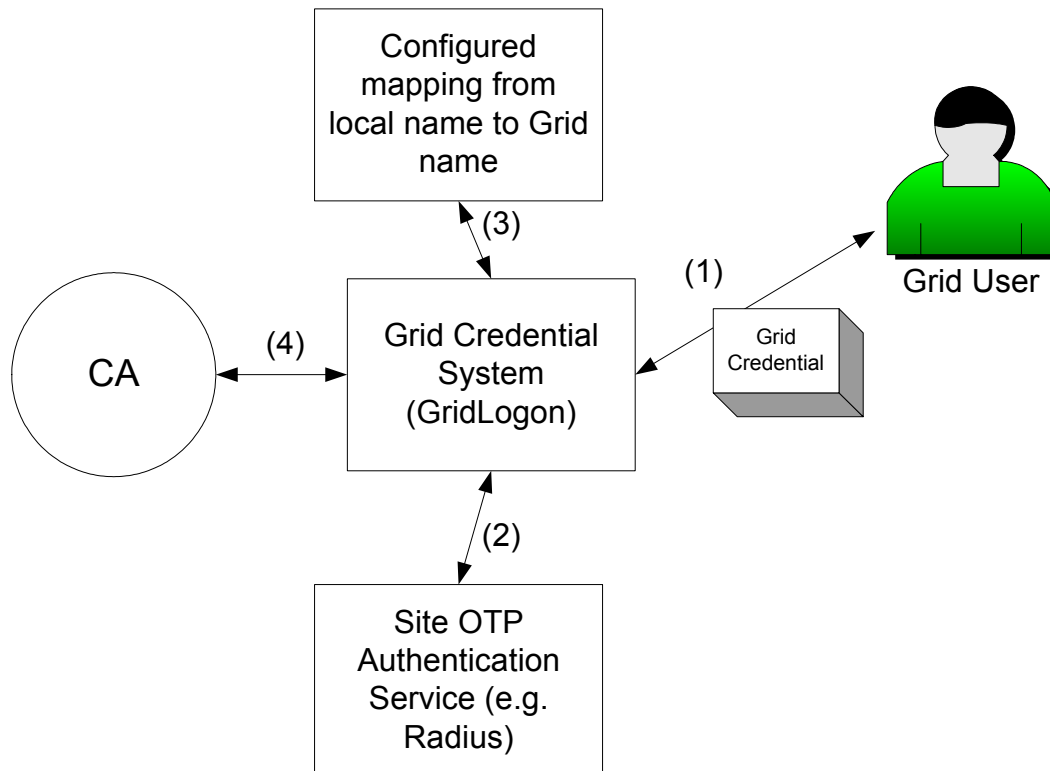 Configured
mapping from
local name to Grid
name
(3)
(1)
Grid User
CA
(4)
Grid Credential
System
(GridLogon)
Grid
Credential
(2)
Site OTP
Authentication
Service (e.g.
Radius)